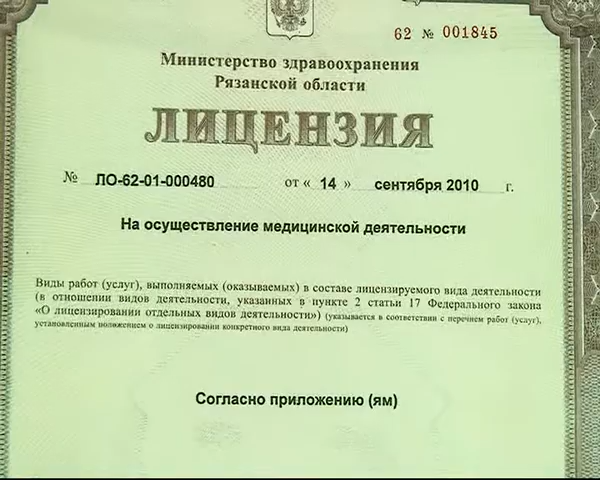 62 № 001845
Министерство здравоохранения
Рязанской области
ЛИЦЕНЗИЯ
№ ЛО-62-01-000480 от « 14 » сентября 2010 г.
На осуществление медицинской деятельности
Виды работ (услуг), выполняемых (оказываемых) в составе лицензируемого вида деятельности
(в отношении видов деятельности, указанных в пункте 2 статьи 17 Федерального закона
«О лицензировании отдельных видов деятельности») (указывается в соответствии с перечнем работ (услуг),
установленным положением о лицензировании конкретного вида деятельности)
Согласно приложению (ям)